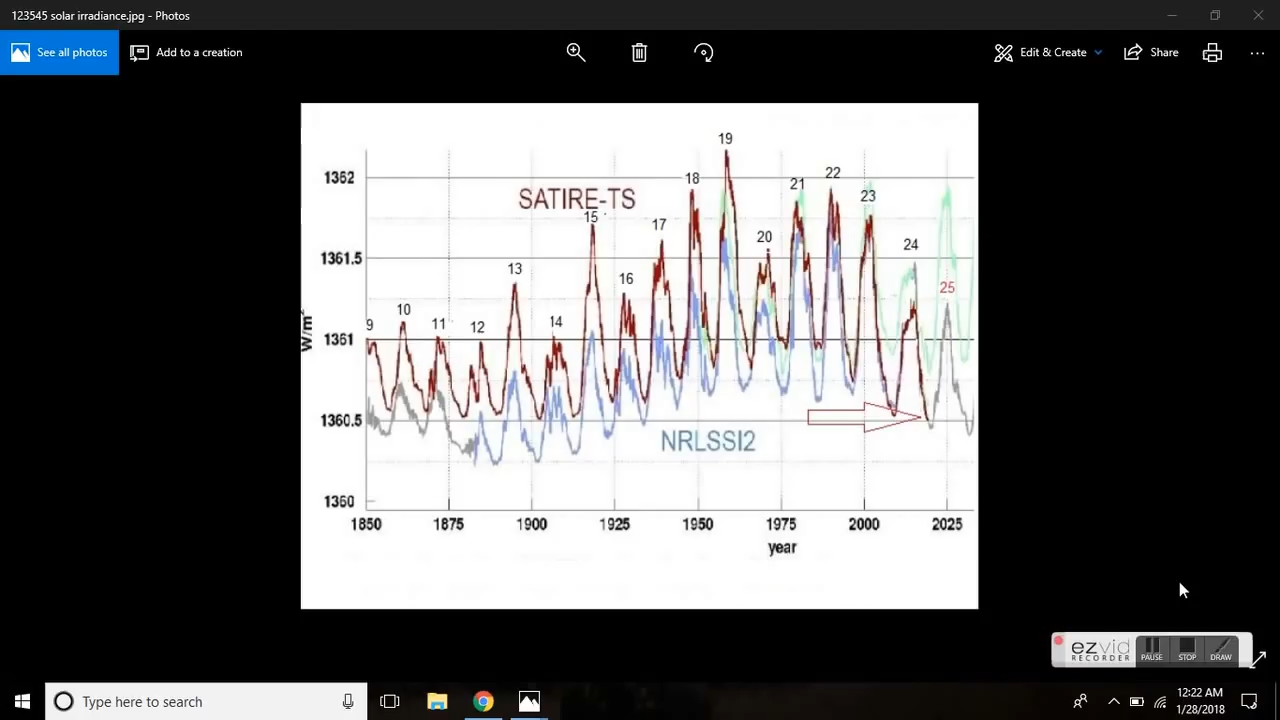 123545 solar irradiance.jpg - Photos
See all photos
Add to a creation
Edit & Create
Share
19
22
18
21
1362
SATIRE-TS
23
15
17
20
24
1361.5
13
16
25
10
9
11
12
14
W/m²
1361
1360.5
NRLSSI2
1360
1850
1875
1900
1925
1950
1975
2000
2025
year
ezvid
RECORDER
PAUSE
STOP
DRAW
Type here to search
12:22 AM
1/28/2018